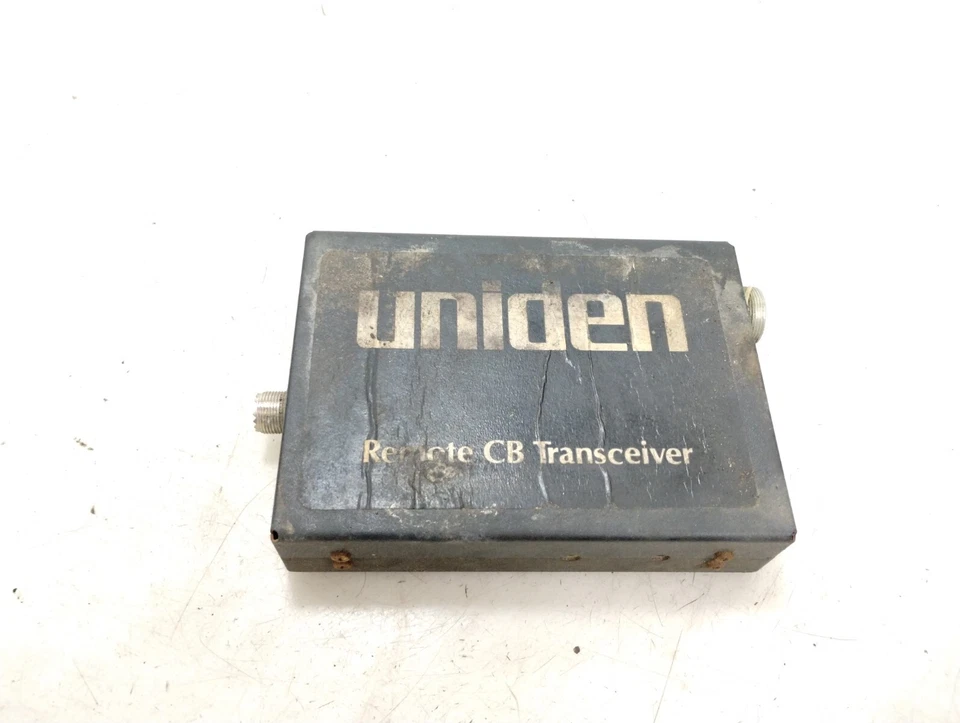 uniden
Remote CB Transceiver